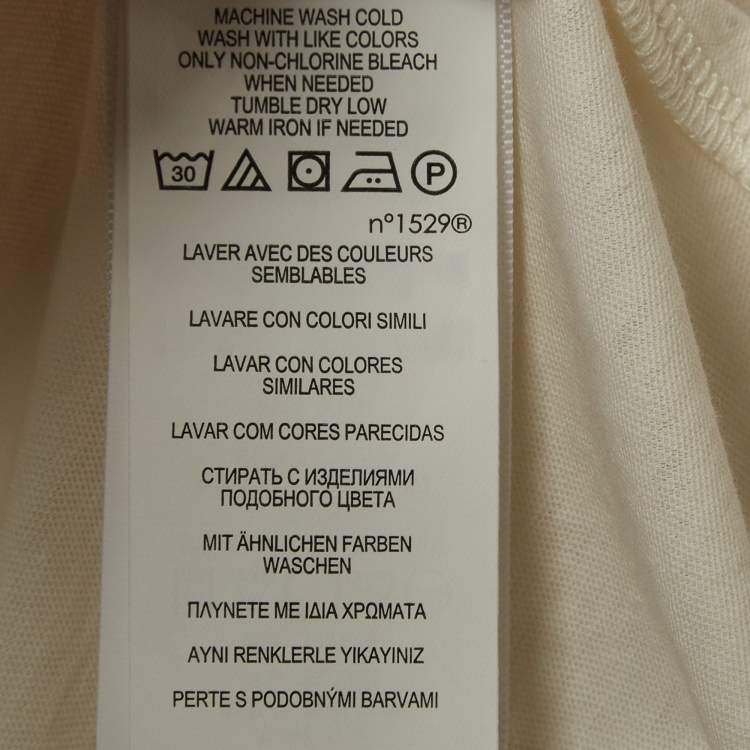 MACHINE WASH COLD
WASH WITH LIKE COLORS
ONLY NON-CHLORINE BLEACH
WHEN NEEDED
TUMBLE DRY LOW
WARM IRON IF NEEDED
30 P
n°1529®
LAVER AVEC DES COULEURS
SEMBLABLES
LAVARE CON COLORI SIMILI
LAVAR CON COLORES
SIMILARES
LAVAR COM CORES PARECIDAS
СТИРАТЬ С ИЗДЕЛИЯМИ
ПОДОБНОГО ЦВЕТА
MIT ÄHNLICHEN FARBEN
WASCHEN
ΠΛΥΝΕΤΕ ΜΕ ΙΔΙΑ ΧΡΩΜΑΤΑ
AYNI RENKLERLE YIKAYINIZ
PERTE S PODOBNÝMI BARVAMI